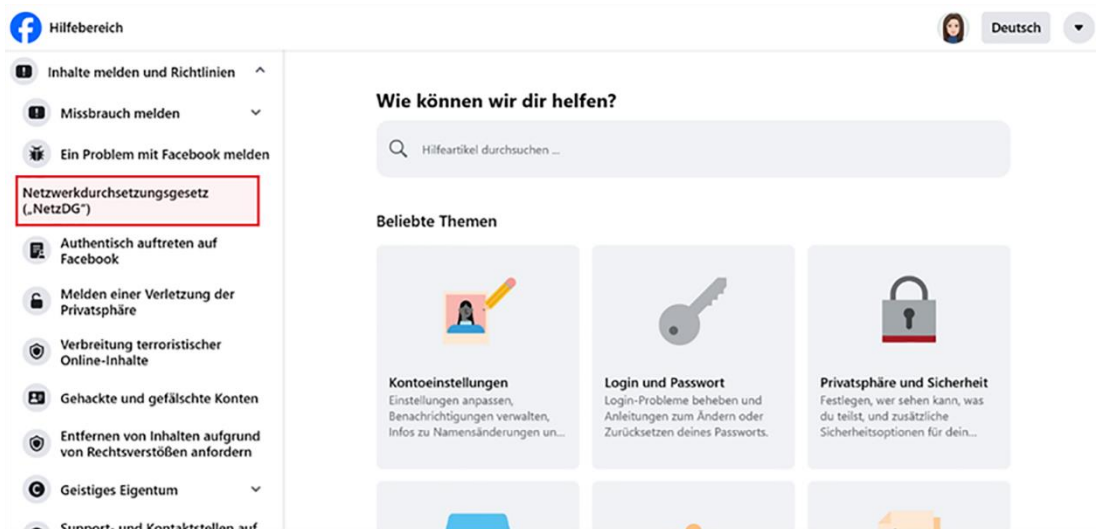 Hilfebereich
Deutsch
Inhalte melden und Richtlinien
Missbrauch melden
Ein Problem mit Facebook melden
Netzwerkdurchsetzungsgesetz
(„NetzDG“)
Authentisch auftreten auf
Facebook
Melden einer Verletzung der
Privatsphäre
Verbreitung terroristischer
Online-Inhalte
Gehackte und gefälschte Konten
Entfernen von Inhalten aufgrund
von Rechtsverstößen anfordern
Geistiges Eigentum
Support- und Kontaktstellen auf
Wie können wir dir helfen?
Hilfeartikel durchsuchen ...
Beliebte Themen
Kontoeinstellungen
Einstellungen anpassen,
Benachrichtigungen verwalten,
Infos zu Namensänderungen un...
Login und Passwort
Login-Probleme beheben und
Anleitungen zum Ändern oder
Zurücksetzen deines Passworts.
Privatsphäre und Sicherheit
Festlegen, wer sehen kann, was
du teilst, und zusätzliche
Sicherheitsoptionen für dein...